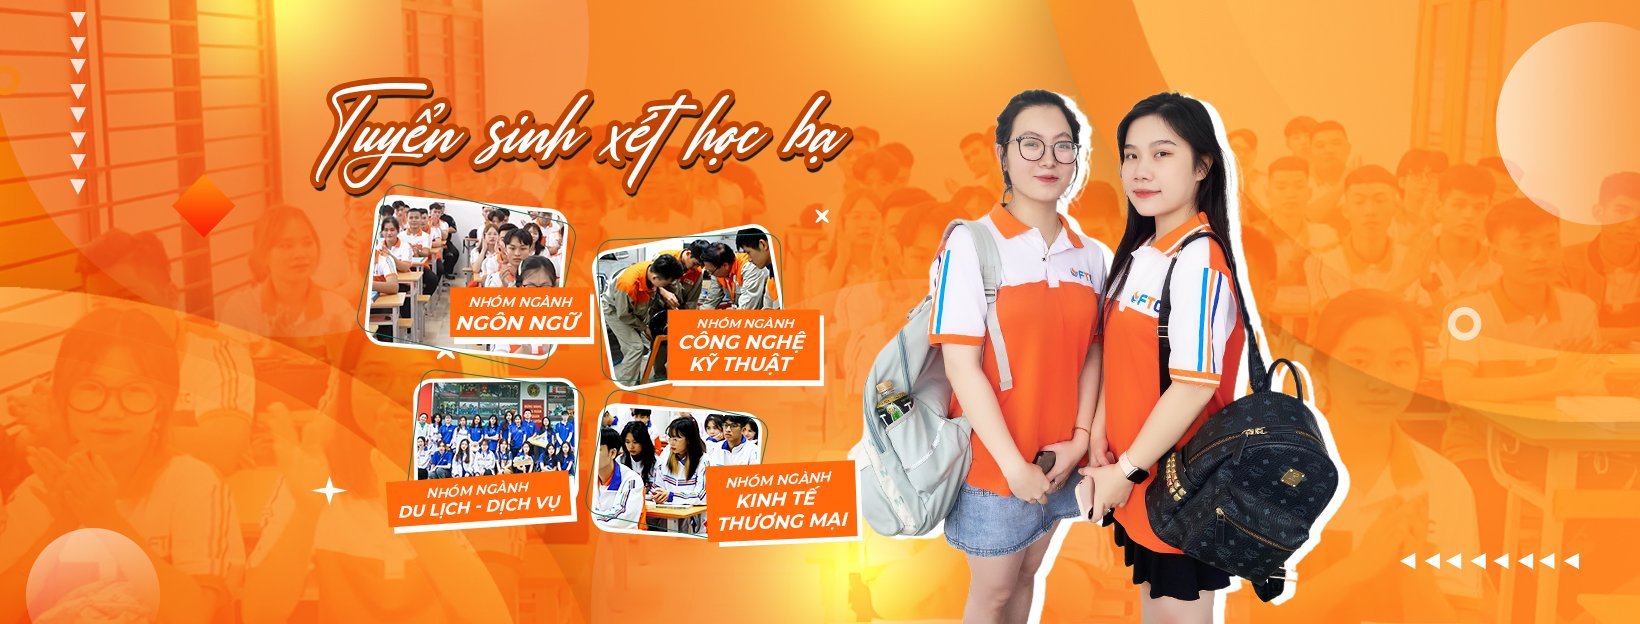 Tuyển sinh xét học bạ
NHÓM NGÀNH
NGÔN NGỮ
NHÓM NGÀNH
CÔNG NGHỆ
KỸ THUẬT
NHÓM NGÀNH
DU LỊCH - DỊCH VỤ
NHÓM NGÀNH
KINH TẾ
THƯƠNG MẠI